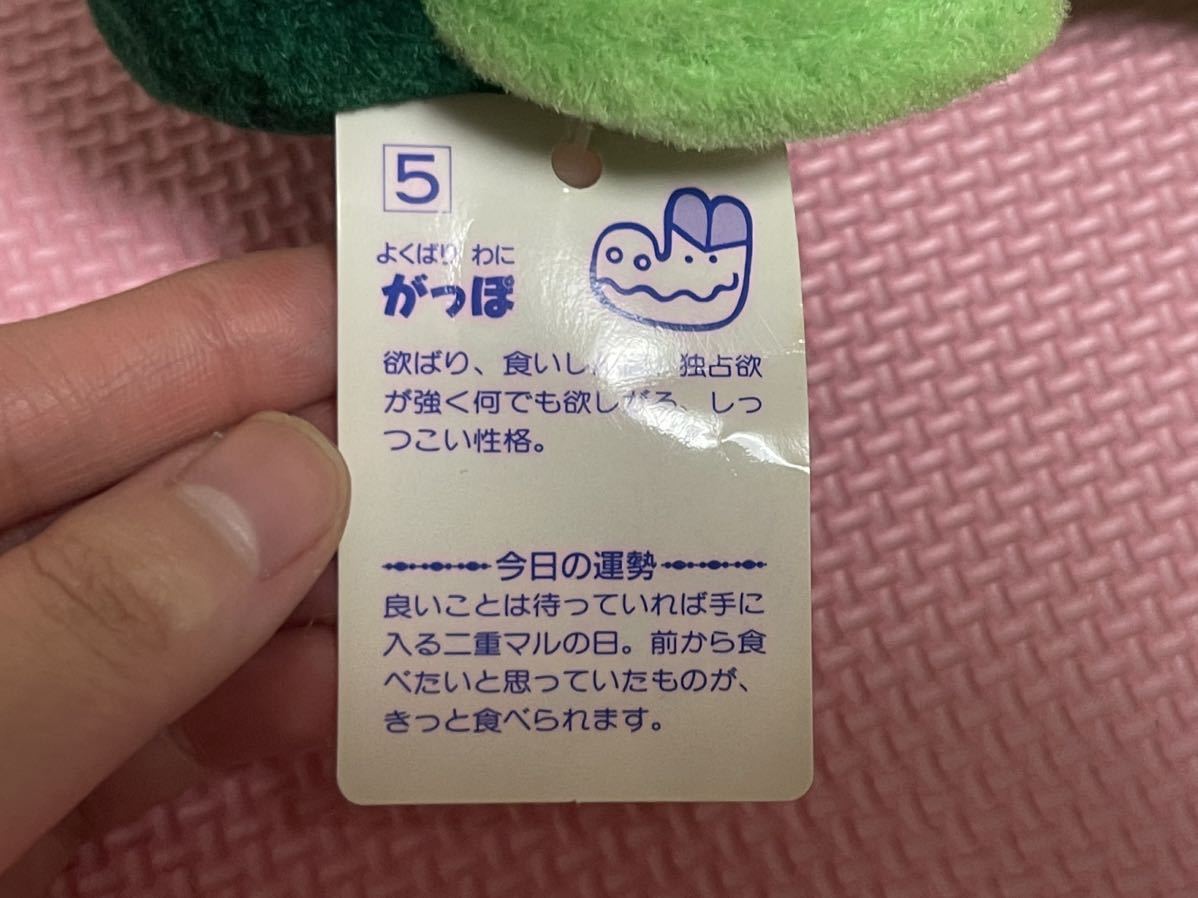 5
よくばり わに
がっぽ
欲ばり、食いし 独占欲
が強く何でも欲しがる、しっ
つこい性格。
今日の運勢
良いことは待っていれば手に
入る二重マルの日。前から食
べたいと思っていたものが、
きっと食べられます。